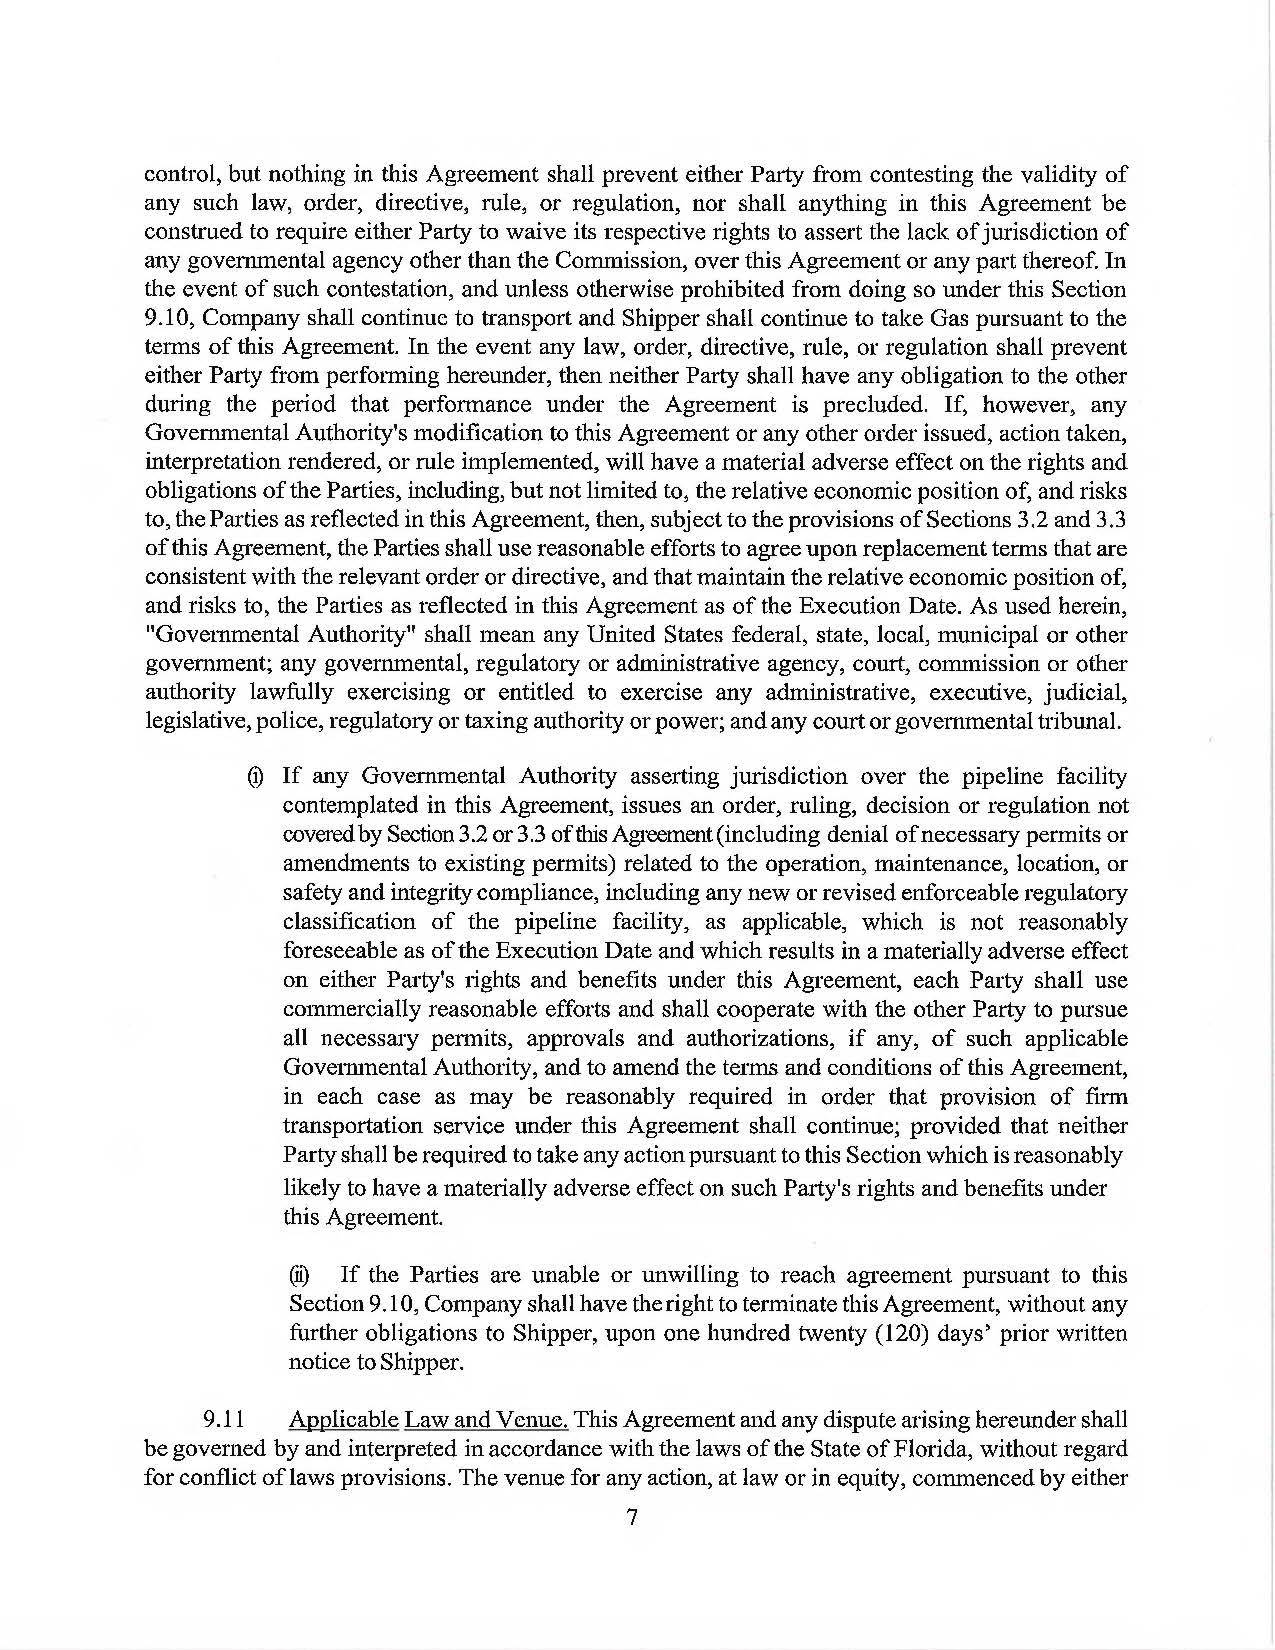 control, but nothing in this Agreement shall prevent either Party from contesting the validity of
any such law, order, directive, rule, or regulation, nor shall anything in this Agreement be
construed to require either Party to waive its respective rights to assert the lack of jurisdiction of
any governmental agency other than the Commission, over this Agreement or any part thereof. In
the event of such contestation, and unless otherwise prohibited from doing so under this Section
9.10, Company shall continue to transport and Shipper shall continue to take Gas pursuant to the
terms of this Agreement. In the event any law, order, directive, rule, or regulation shall prevent
either Party from performing hereunder, then neither Party shall have any obligation to the other
during the period that performance under the Agreement is precluded. If, however, any
Governmental Authority's modification to this Agreement or any other order issued, action taken,
interpretation rendered, or rule implemented, will have a material adverse effect on the rights and
obligations of the Parties, including, but not limited to, the relative economic position of, and risks
to, the Parties as reflected in this Agreement, then, subject to the provisions of Sections 3.2 and 3.3
of this Agreement, the Parties shall use reasonable efforts to agree upon replacement terms that are
consistent with the relevant order or directive, and that maintain the relative economic position of,
and risks to, the Parties as reflected in this Agreement as of the Execution Date. As used herein,
"Governmental Authority" shall mean any United States federal, state, local, municipal or other
government; any governmental, regulatory or administrative agency, court, commission or other
authority lawfully exercising or entitled to exercise any administrative, executive, judicial,
legislative, police, regulatory or taxing authority or power; and any court or governmental tribunal.
(i) If any Governmental Authority asserting jurisdiction over the pipeline facility
contemplated in this Agreement, issues an order, ruling, decision or regulation not
covered by Section 3.2 or 3.3 of this Agreement (including denial of necessary permits or
amendments to existing permits) related to the operation, maintenance, location, or
safety and integrity compliance, including any new or revised enforceable regulatory
classification of the pipeline facility, as applicable, which is not reasonably
foreseeable as of the Execution Date and which results in a materially adverse effect
on either Party's rights and benefits under this Agreement, each Party shall use
commercially reasonable efforts and shall cooperate with the other Party to pursue
all necessary permits, approvals and authorizations, if any, of such applicable
Governmental Authority, and to amend the terms and conditions of this Agreement,
in each case as may be reasonably required in order that provision of firm
transportation service under this Agreement shall continue; provided that neither
Party shall be required to take any action pursuant to this Section which is reasonably
likely to have a materially adverse effect on such Party's rights and benefits under
this Agreement.
(ii) If the Parties are unable or unwilling to reach agreement pursuant to this
Section 9.10, Company shall have the right to terminate this Agreement, without any
further obligations to Shipper, upon one hundred twenty (120) days’ prior written
notice to Shipper.
9.11 Applicable Law and Venue. This Agreement and any dispute arising hereunder shall
be governed by and interpreted in accordance with the laws of the State of Florida, without regard
for conflict of laws provisions. The venue for any action, at law or in equity, commenced by either
7